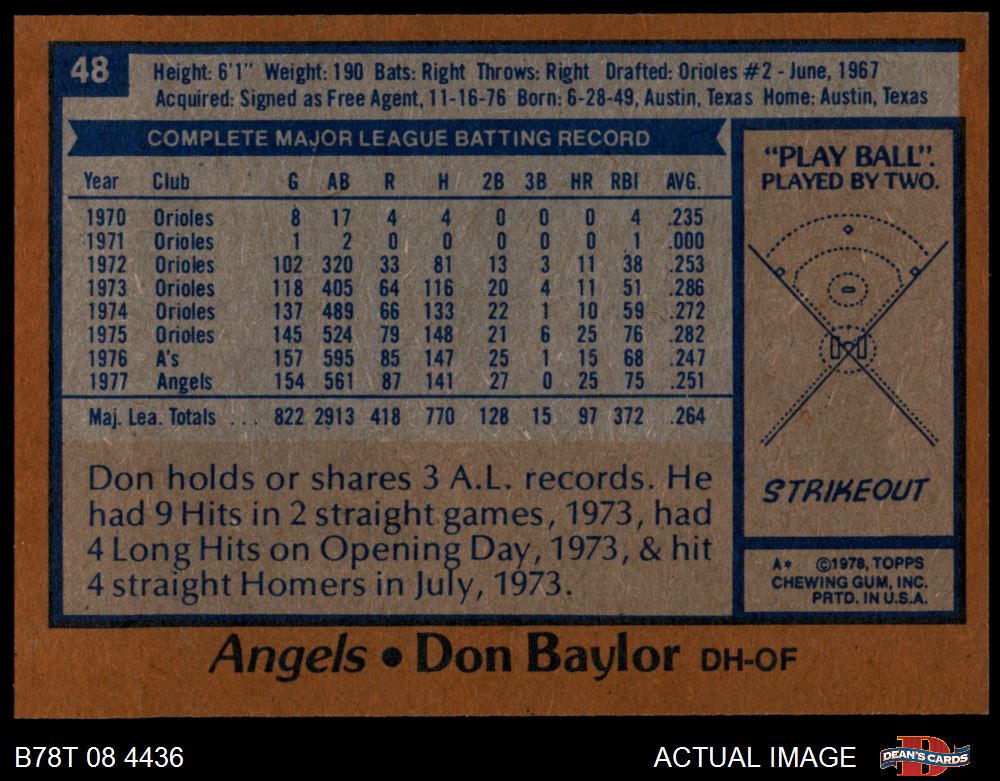 48
Height: 6'1" Weight: 190 Bats: Right Throws: Right Drafted: Orioles #2 - June, 1967
Acquired: Signed as Free Agent, 11-16-76 Born: 6-28-49, Austin, Texas Home: Austin, Texas
COMPLETE MAJOR LEAGUE BATTING RECORD
Year Club G AB R H 2B 3B HR RBI AVG.
1970 Orioles 8 17 4 4 0 0 0 4 .235
1971 Orioles 1 2 0 0 0 0 0 1 .000
1972 Orioles 102 320 33 81 13 3 11 38 .253
1973 Orioles 118 405 64 116 20 4 11 51 .286
1974 Orioles 137 489 66 133 22 1 10 59 .272
1975 Orioles 145 524 79 148 21 6 25 76 .282
1976 A's 157 595 85 147 25 1 15 68 .247
1977 Angels 154 561 87 141 27 0 25 75 .251
Maj. Lea. Totals ... 822 2913 418 770 128 15 97 372 .264
Don holds or shares 3 A.L. records. He
had 9 Hits in 2 straight games, 1973, had
4 Long Hits on Opening Day, 1973, & hit
4 straight Homers in July, 1973.
"PLAY BALL".
PLAYED BY TWO.
STRIKEOUT
A* ©1978, TOPPS
CHEWING GUM, INC.
PRTD. IN U.S.A.
Angels • Don Baylor DH-OF
B78T 08 4436
ACTUAL IMAGE
DEAN'S CARDS